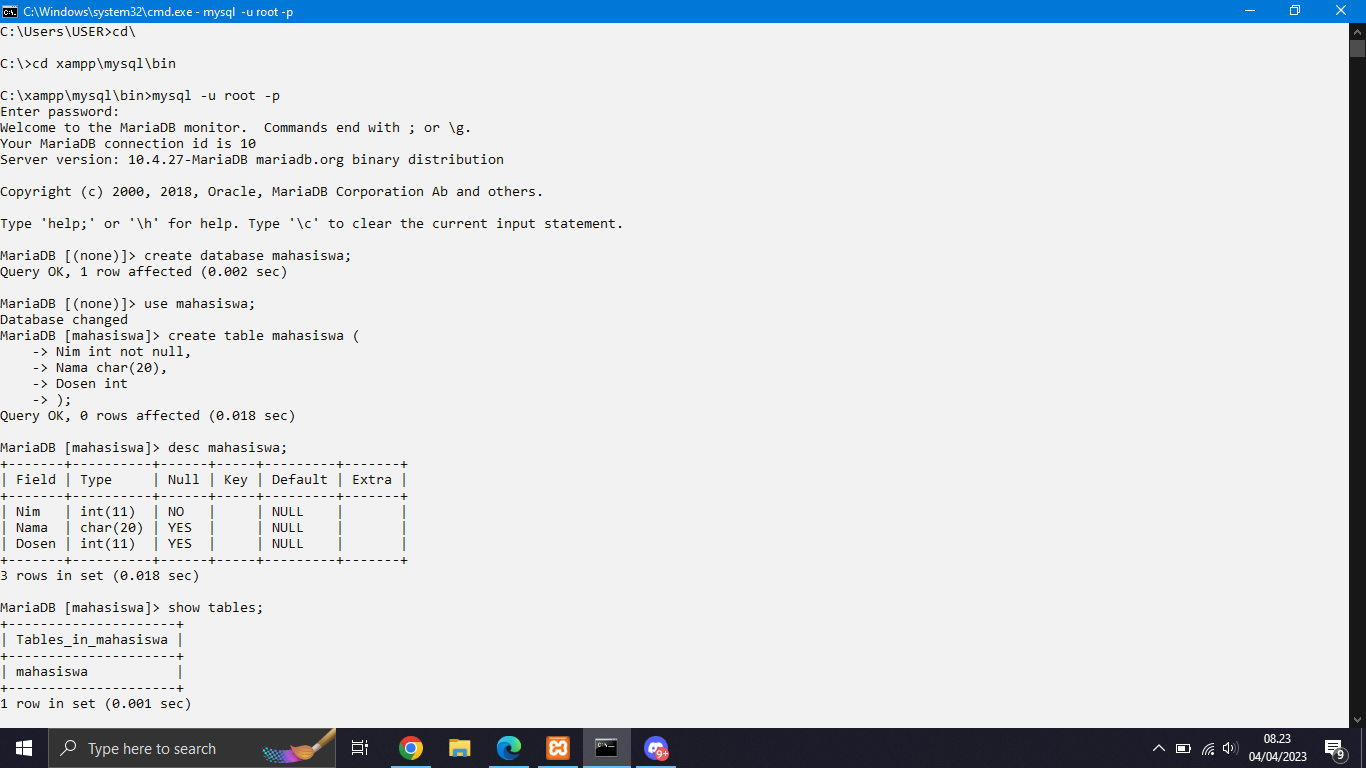 C:\Windows\system32\cmd.exe - mysql  -u root -p
C:\Users\USER>cd\
C:\>cd xampp\mysql\bin
C:\xampp\mysql\bin>mysql -u root -p
Enter password:
Welcome to the MariaDB monitor.  Commands end with ; or \g.
Your MariaDB connection id is 10
Server version: 10.4.27-MariaDB mariadb.org binary distribution
Copyright (c) 2000, 2018, Oracle, MariaDB Corporation Ab and others.
Type 'help;' or '\h' for help. Type '\c' to clear the current input statement.
MariaDB [(none)]> create database mahasiswa;
Query OK, 1 row affected (0.002 sec)
MariaDB [(none)]> use mahasiswa;
Database changed
MariaDB [mahasiswa]> create table mahasiswa (
    -> Nim int not null,
    -> Nama char(20),
    -> Dosen int
    -> );
Query OK, 0 rows affected (0.018 sec)
MariaDB [mahasiswa]> desc mahasiswa;
+-------+----------+------+-----+---------+-------+
| Field | Type     | Null | Key | Default | Extra |
+-------+----------+------+-----+---------+-------+
| Nim   | int(11)  | NO   |     | NULL    |       |
| Nama  | char(20) | YES  |     | NULL    |       |
| Dosen | int(11)  | YES  |     | NULL    |       |
+-------+----------+------+-----+---------+-------+
3 rows in set (0.018 sec)
MariaDB [mahasiswa]> show tables;
+---------------------+
| Tables_in_mahasiswa |
+---------------------+
| mahasiswa           |
+---------------------+
1 row in set (0.001 sec)
Type here to search
9+
08.23
04/04/2023
9